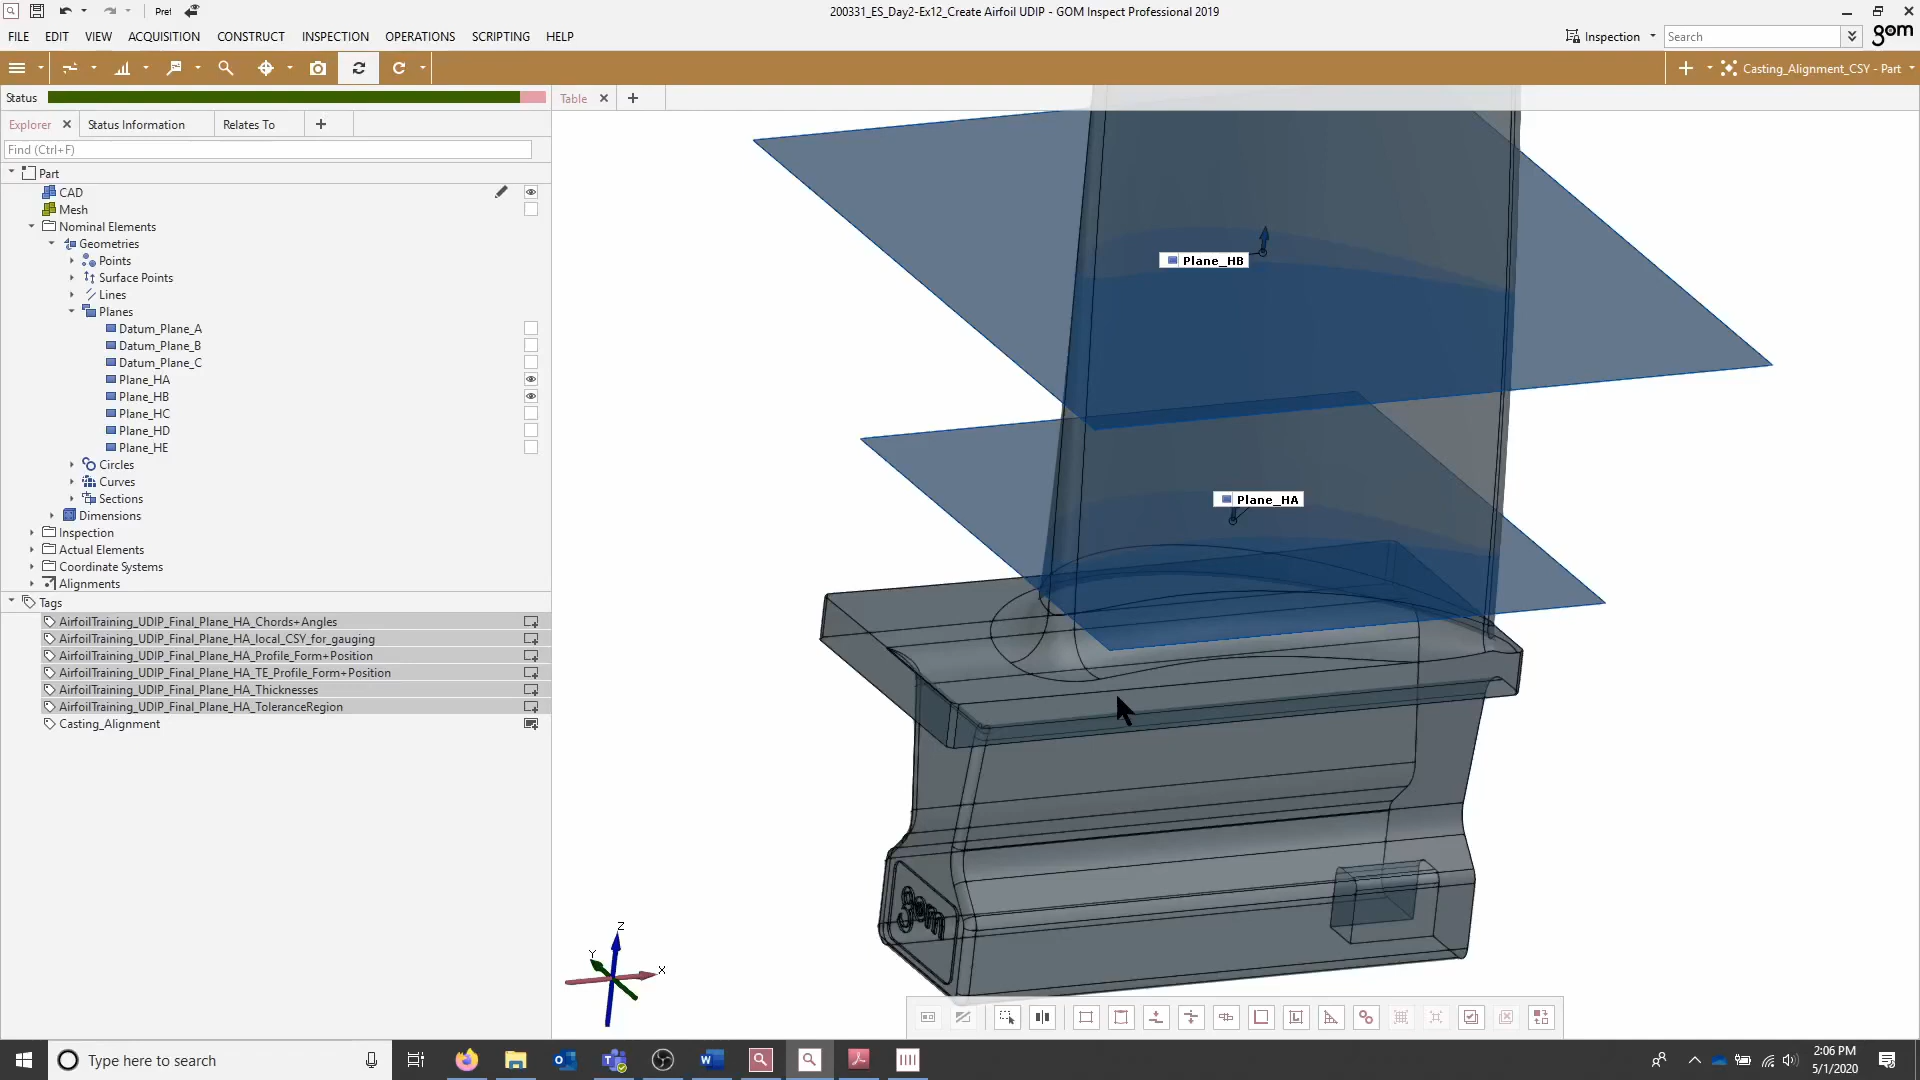 Pret
200331_ES_Day2-Ex12_Create Airfoil UDIP - GOM Inspect Professional 2019
FILE EDIT VIEW ACQUISITION CONSTRUCT INSPECTION OPERATIONS SCRIPTING HELP
Inspection
Search
gom
Casting_Alignment_CSY - Part
Status
Table
Explorer
Status Information
Relates To
Find (Ctrl+F)
Part
CAD
Mesh
Nominal Elements
Geometries
Points
Surface Points
Lines
Planes
Datum_Plane_A
Datum_Plane_B
Datum_Plane_C
Plane_HA
Plane_HB
Plane_HC
Plane_HD
Plane_HE
Circles
Curves
Sections
Dimensions
Inspection
Actual Elements
Coordinate Systems
Alignments
Tags
AirfoilTraining_UDIP_Final_Plane_HA_Chords+Angles
AirfoilTraining_UDIP_Final_Plane_HA_local_CSY_for_gauging
AirfoilTraining_UDIP_Final_Plane_HA_Profile_Form+Position
AirfoilTraining_UDIP_Final_Plane_HA_TE_Profile_Form+Position
AirfoilTraining_UDIP_Final_Plane_HA_Thicknesses
AirfoilTraining_UDIP_Final_Plane_HA_ToleranceRegion
Casting_Alignment
Plane_HB
Plane_HA
gom
Z
Y
X
Type here to search
2:06 PM
5/1/2020